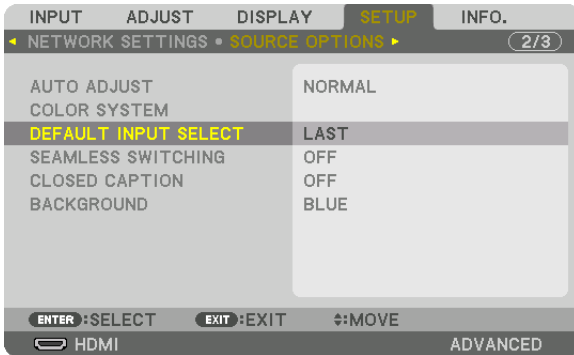 INPUT ADJUST DISPLAY SETUP INFO.
NETWORK SETTINGS • SOURCE OPTIONS 2/3
AUTO ADJUST NORMAL
COLOR SYSTEM
DEFAULT INPUT SELECT LAST
SEAMLESS SWITCHING OFF
CLOSED CAPTION OFF
BACKGROUND BLUE
ENTER :SELECT EXIT :EXIT :MOVE
HDMI ADVANCED